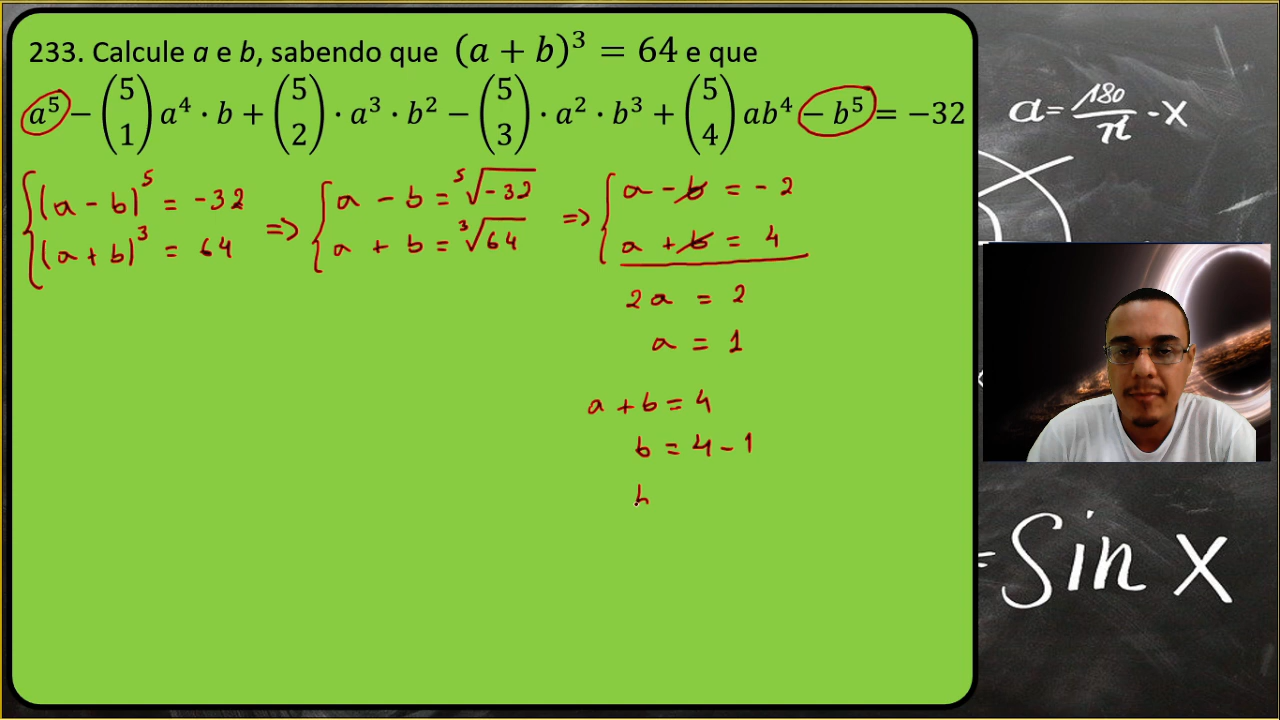 233. Calcule a e b, sabendo que (a + b)³ = 64 e que
a⁵ − (5 1) a⁴ · b + (5 2) · a³ · b² − (5 3) · a² · b³ + (5 4) ab⁴ − b⁵ = −32
(a - b)⁵ = -32
(a + b)³ = 64
=>
a - b = ⁵√-32
a + b = ³√64
=>
a - b = - 2
a + b = 4
2a = 2
a = 1
a + b = 4
b = 4 - 1
b
a = 180/π - x
= Sin x